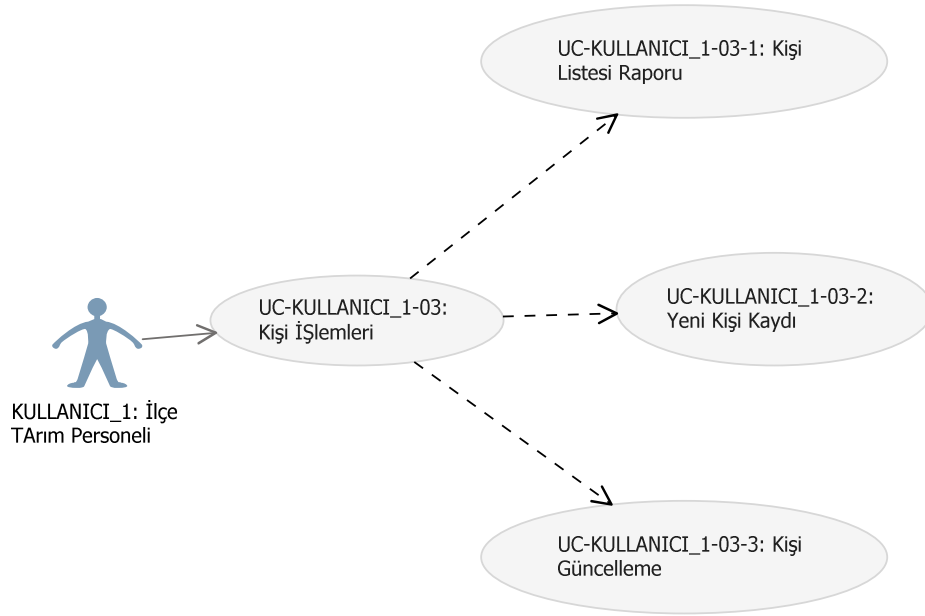 UC-KULLANICI_1-03-1: Kişi
Listesi Raporu
UC-KULLANICI_1-03:
Kişi İŞlemleri
UC-KULLANICI_1-03-2:
Yeni Kişi Kaydı
KULLANICI_1: İlçe
TArım Personeli
UC-KULLANICI_1-03-3: Kişi
Güncelleme